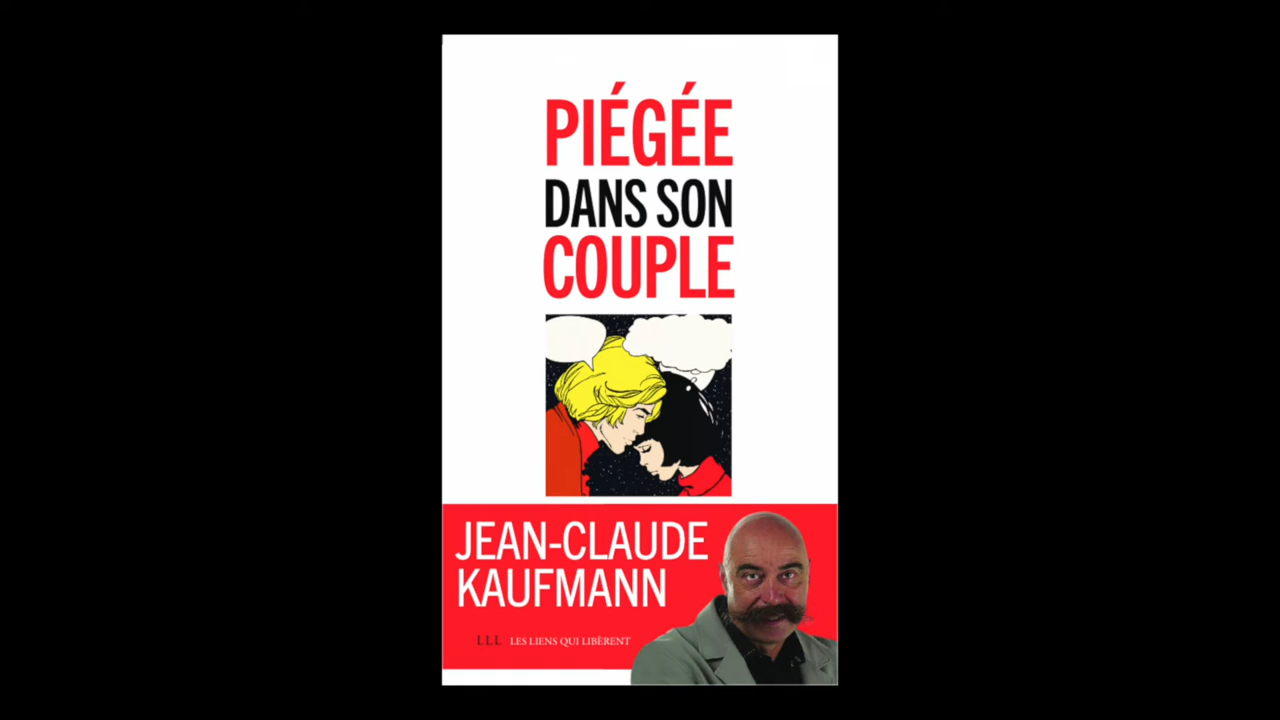 PIÉGÉE
DANS SON
COUPLE
JEAN-CLAUDE
KAUFMANN
LLL LES LIENS QUI LIBÈRENT